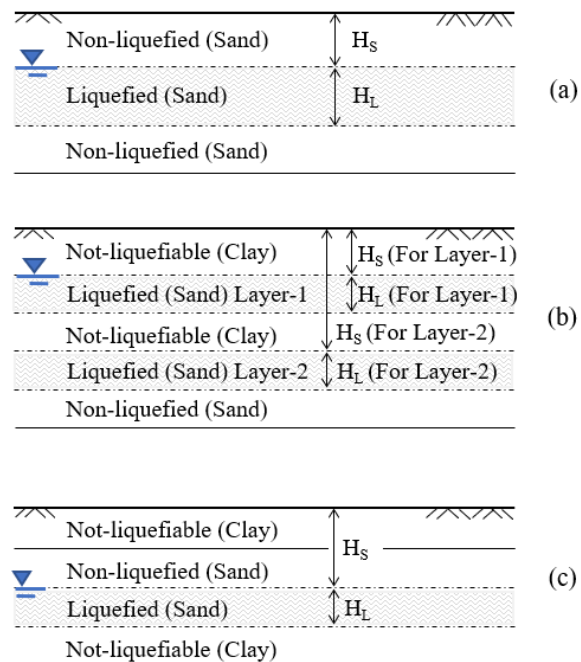 Non-liquefied (Sand) H_S
Liquefied (Sand) H_L
(a)
Non-liquefied (Sand)
Not-liquefiable (Clay) H_S (For Layer-1)
Liquefied (Sand) Layer-1 H_L (For Layer-1)
(b)
Not-liquefiable (Clay) H_S (For Layer-2)
Liquefied (Sand) Layer-2 H_L (For Layer-2)
Non-liquefied (Sand)
Not-liquefiable (Clay)
H_S
Non-liquefied (Sand)
(c)
Liquefied (Sand) H_L
Not-liquefiable (Clay)